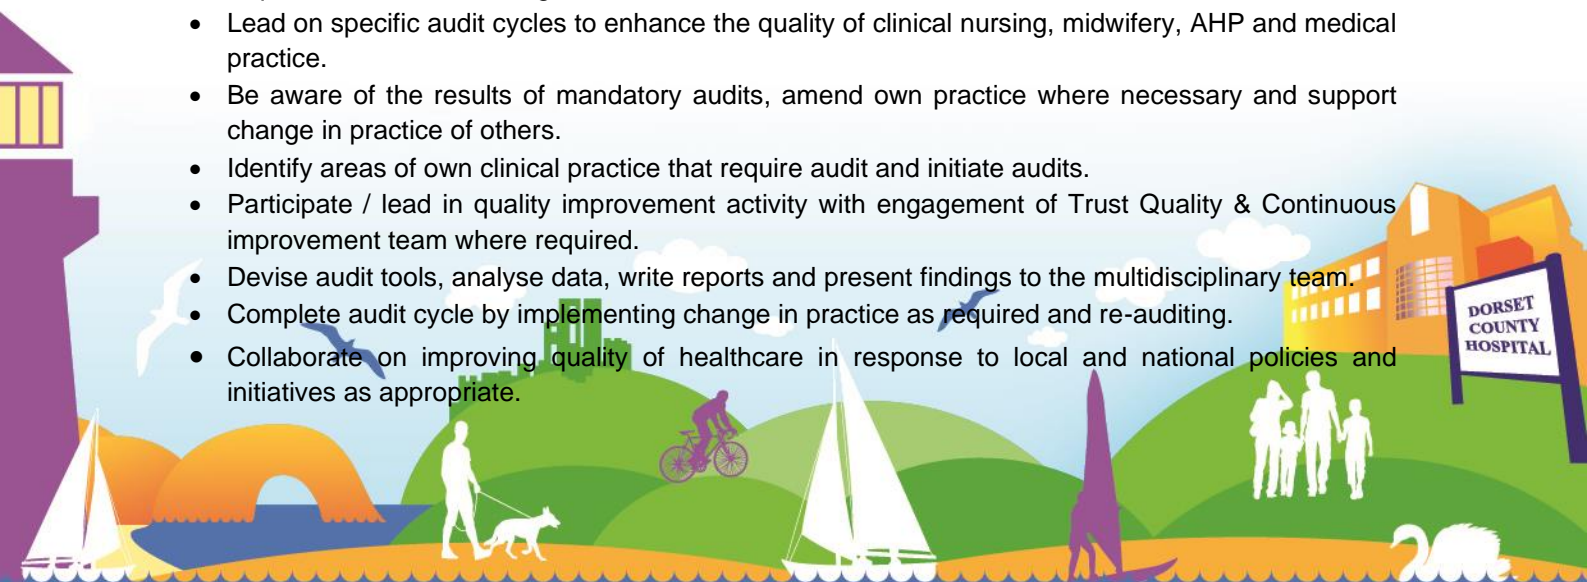 • Lead on specific audit cycles to enhance the quality of clinical nursing, midwifery, AHP and medical
practice.
• Be aware of the results of mandatory audits, amend own practice where necessary and support
change in practice of others.
• Identify areas of own clinical practice that require audit and initiate audits.
• Participate / lead in quality improvement activity with engagement of Trust Quality & Continuous
improvement team where required.
• Devise audit tools, analyse data, write reports and present findings to the multidisciplinary team.
• Complete audit cycle by implementing change in practice as required and re-auditing.
• Collaborate on improving quality of healthcare in response to local and national policies and
initiatives as appropriate.
DORSET
COUNTY
HOSPITAL